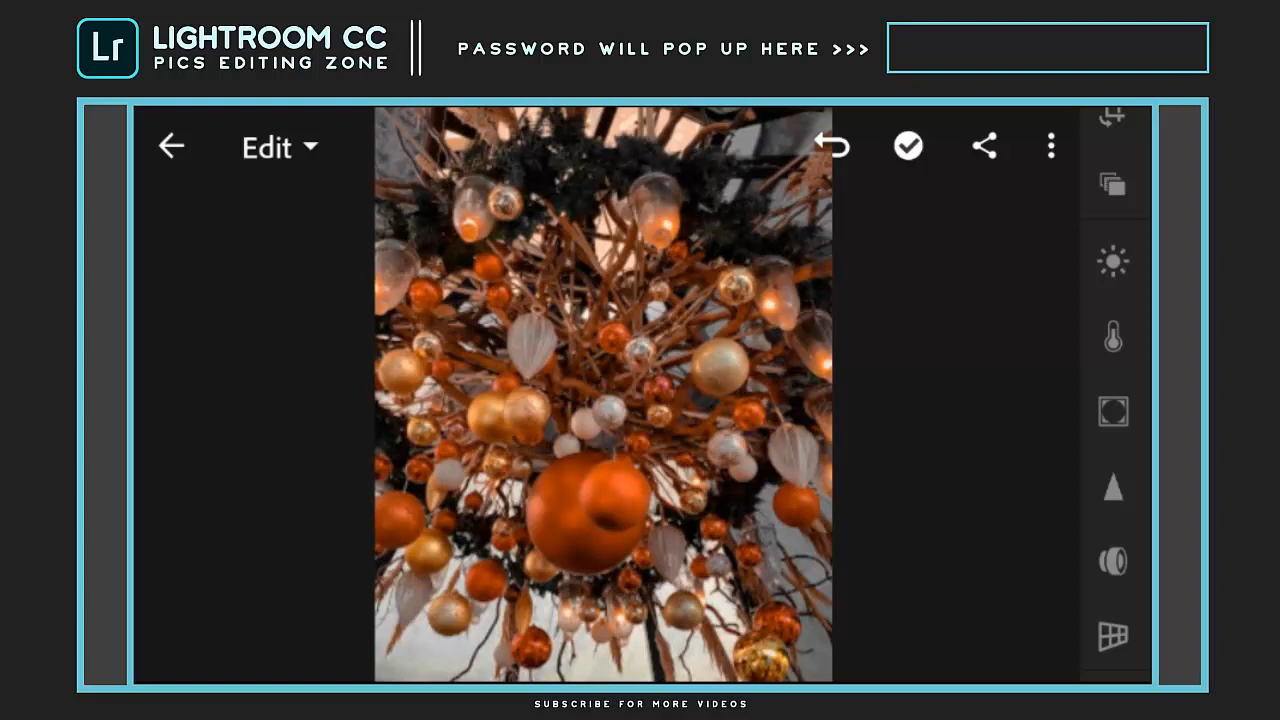 Lr
LIGHTROOM CC
PICS EDITING ZONE
PASSWORD WILL POP UP HERE >>>
Edit
SUBSCRIBE FOR MORE VIDEOS